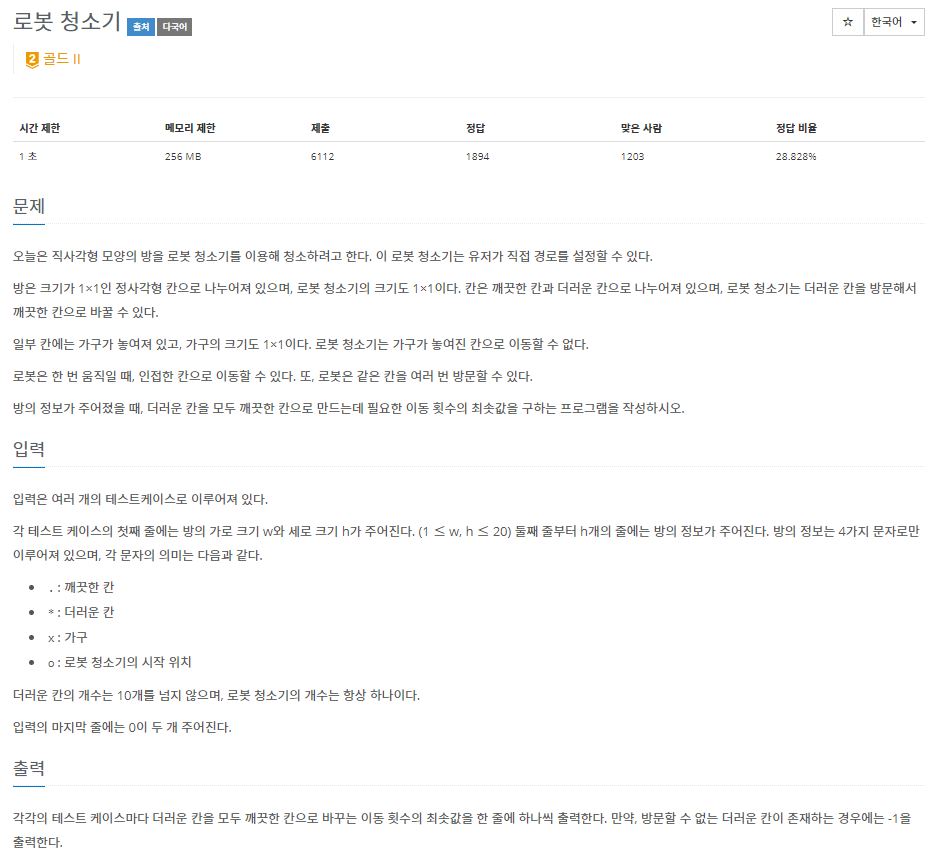 로봇 청소기 출처 다국어
☆ 한국어
2 골드 II
시간 제한 메모리 제한 제출 정답 맞은 사람 정답 비율
1 초 256 MB 6112 1894 1203 28.828%
문제
오늘은 직사각형 모양의 방을 로봇 청소기를 이용해 청소하려고 한다. 이 로봇 청소기는 유저가 직접 경로를 설정할 수 있다.
방은 크기가 1×1인 정사각형 칸으로 나누어져 있으며, 로봇 청소기의 크기도 1×1이다. 칸은 깨끗한 칸과 더러운 칸으로 나누어져 있으며, 로봇 청소기는 더러운 칸을 방문해서
깨끗한 칸으로 바꿀 수 있다.
일부 칸에는 가구가 놓여져 있고, 가구의 크기도 1×1이다. 로봇 청소기는 가구가 놓여진 칸으로 이동할 수 없다.
로봇은 한 번 움직일 때, 인접한 칸으로 이동할 수 있다. 또, 로봇은 같은 칸을 여러 번 방문할 수 있다.
방의 정보가 주어졌을 때, 더러운 칸을 모두 깨끗한 칸으로 만드는데 필요한 이동 횟수의 최솟값을 구하는 프로그램을 작성하시오.
입력
입력은 여러 개의 테스트케이스로 이루어져 있다.
각 테스트 케이스의 첫째 줄에는 방의 가로 크기 w와 세로 크기 h가 주어진다. (1 ≤ w, h ≤ 20) 둘째 줄부터 h개의 줄에는 방의 정보가 주어진다. 방의 정보는 4가지 문자로만
이루어져 있으며, 각 문자의 의미는 다음과 같다.
• . : 깨끗한 칸
• * : 더러운 칸
• x : 가구
• o : 로봇 청소기의 시작 위치
더러운 칸의 개수는 10개를 넘지 않으며, 로봇 청소기의 개수는 항상 하나이다.
입력의 마지막 줄에는 0이 두 개 주어진다.
출력
각각의 테스트 케이스마다 더러운 칸을 모두 깨끗한 칸으로 바꾸는 이동 횟수의 최솟값을 한 줄에 하나씩 출력한다. 만약, 방문할 수 없는 더러운 칸이 존재하는 경우에는 -1을
출력한다.